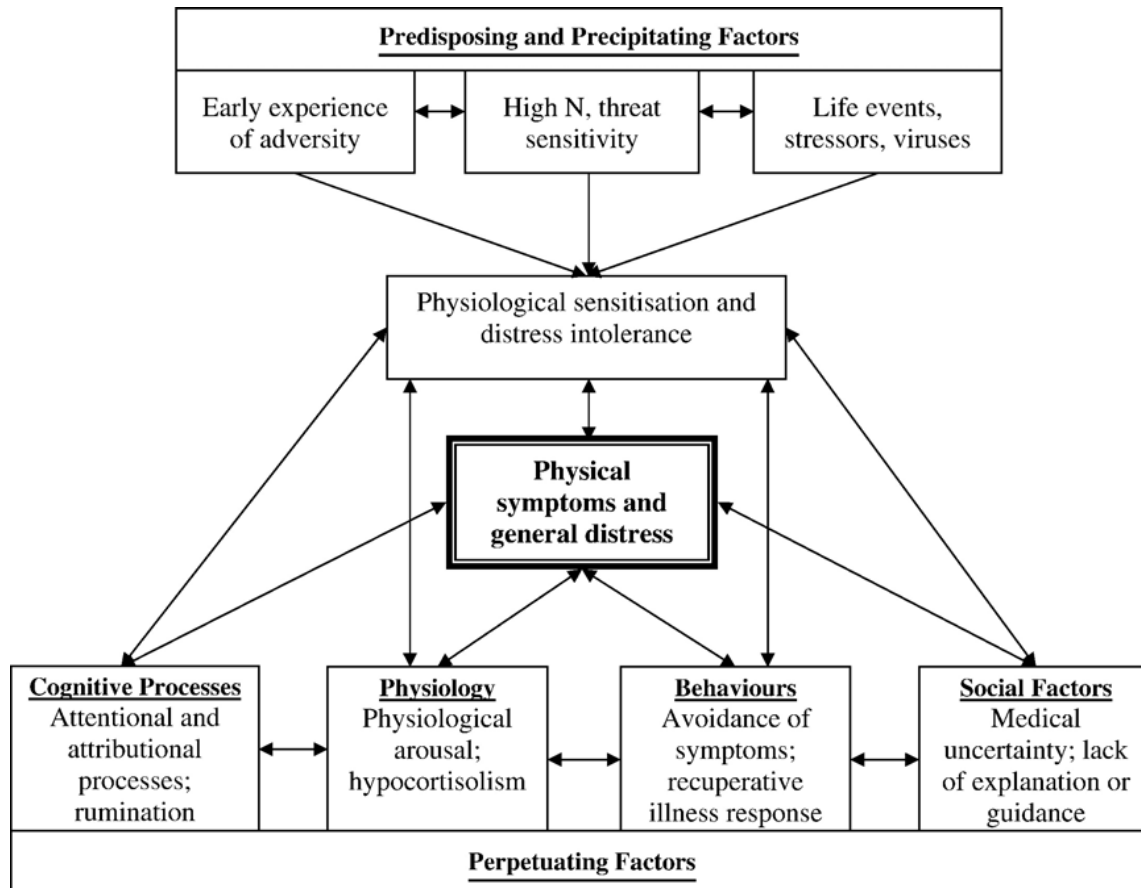 Predisposing and Precipitating Factors
Early experience
of adversity
High N, threat
sensitivity
Life events,
stressors, viruses
Physiological sensitisation and
distress intolerance
Physical
symptoms and
general distress
Cognitive Processes
Attentional and
attributional
processes;
rumination
Physiology
Physiological
arousal;
hypocortisolism
Behaviours
Avoidance of
symptoms;
recuperative
illness response
Social Factors
Medical
uncertainty; lack
of explanation or
guidance
Perpetuating Factors